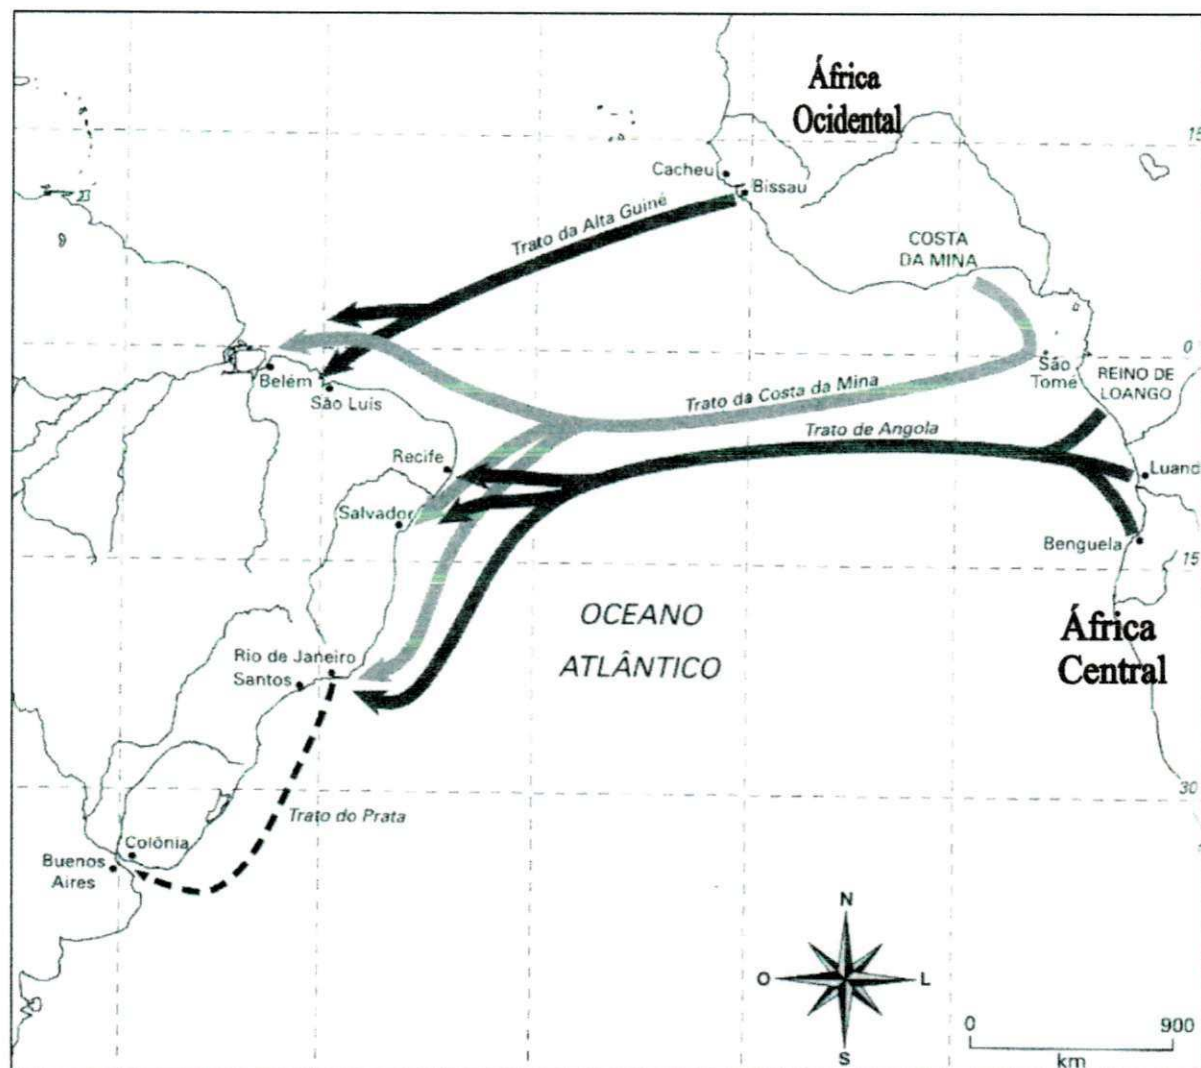 África
Ocidental
15
Cacheu
Bissau
Trato da Alta Guiné
COSTA
DA MINA
9
0
São
Tomé
REINO DE
LOANGO
Belém
São Luís
Trato da Costa da Mina
Trato de Angola
Recife
Luand
Salvador
Benguela
15
OCEANO
ATLÂNTICO
África
Central
Rio de Janeiro
Santos
30
Trato do Prata
Colônia
Buenos
Aires
N
O
L
S
0
900
km